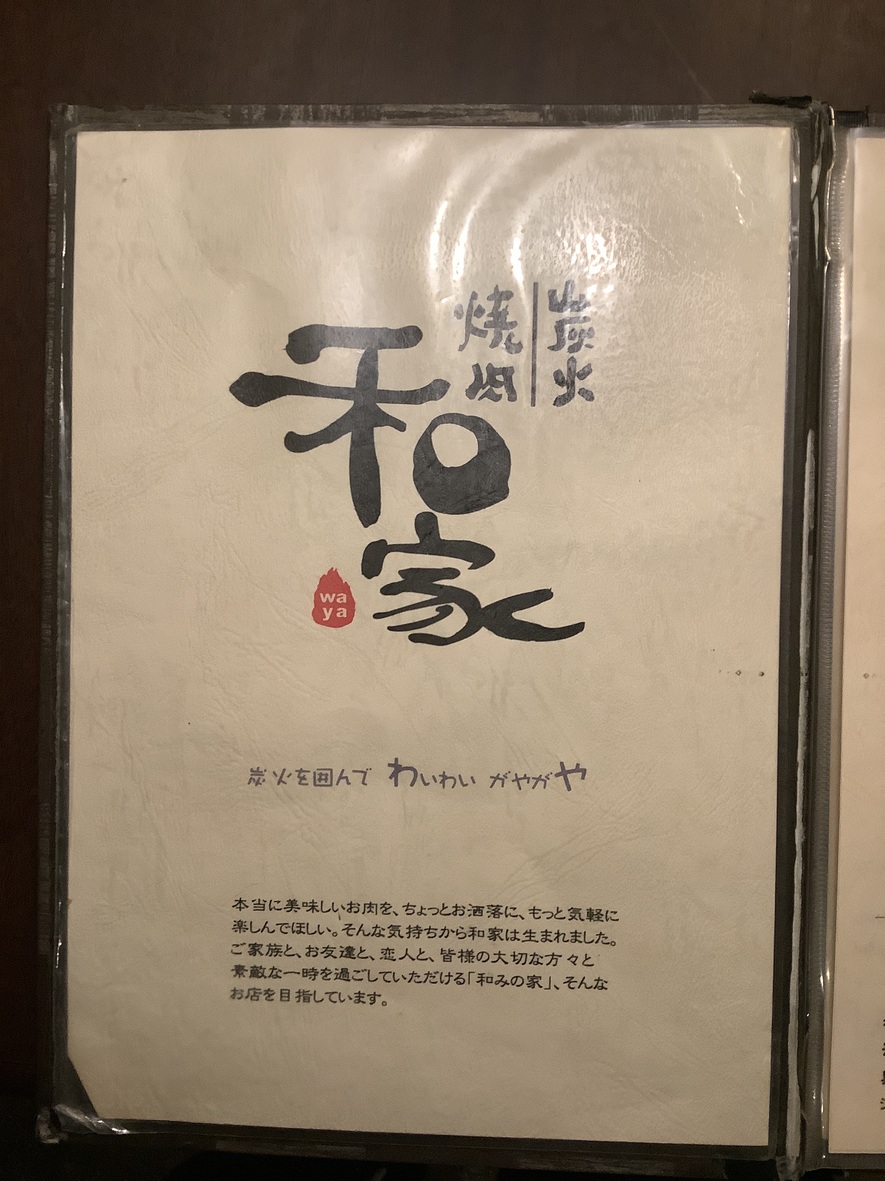 炭火
焼肉
和
家
wa
ya
炭火を囲んで わいわい がやがや
本当に美味しいお肉を、ちょっとお洒落に、もっと気軽に
楽しんでほしい。そんな気持ちから和家は生まれました。
ご家族と、お友達と、恋人と、皆様の大切な方々と
素敵な一時を過ごしていただける「和みの家」、そんな
お店を目指しています。